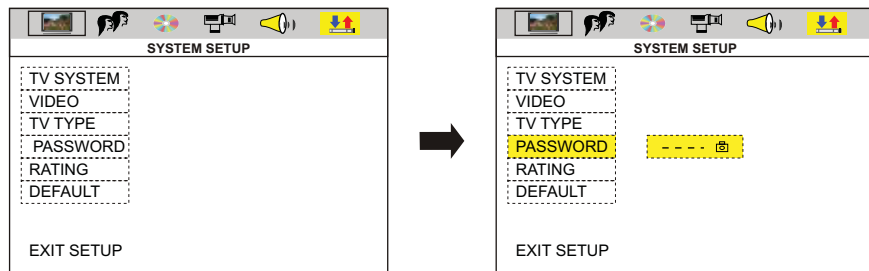 SYSTEM SETUP
TV SYSTEM
VIDEO
TV TYPE
PASSWORD
RATING
DEFAULT
EXIT SETUP
SYSTEM SETUP
TV SYSTEM
VIDEO
TV TYPE
PASSWORD - - - -
RATING
DEFAULT
EXIT SETUP